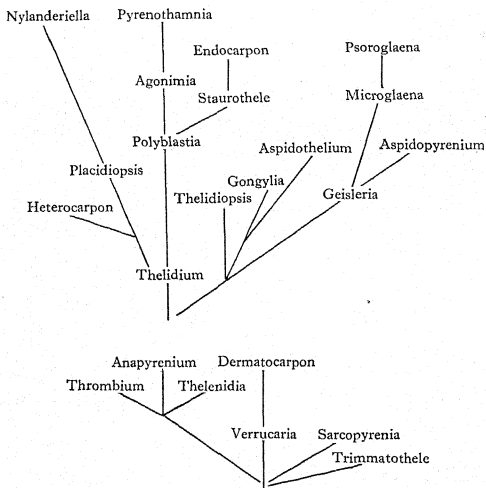 Nylanderiella Pyrenothamnia
Endocarpon
Psoroglaena
Agonimia
Staurothele
Microglaena
Polyblastia
Aspidothelium
Aspidopyrenium
Placidiopsis
Gongylia
Thelidiopsis
Geisleria
Heterocarpon
Thelidium
Anapyrenium Dermatocarpon
Thrombium Thelenidia
Verrucaria Sarcopyrenia
Trimmatothele